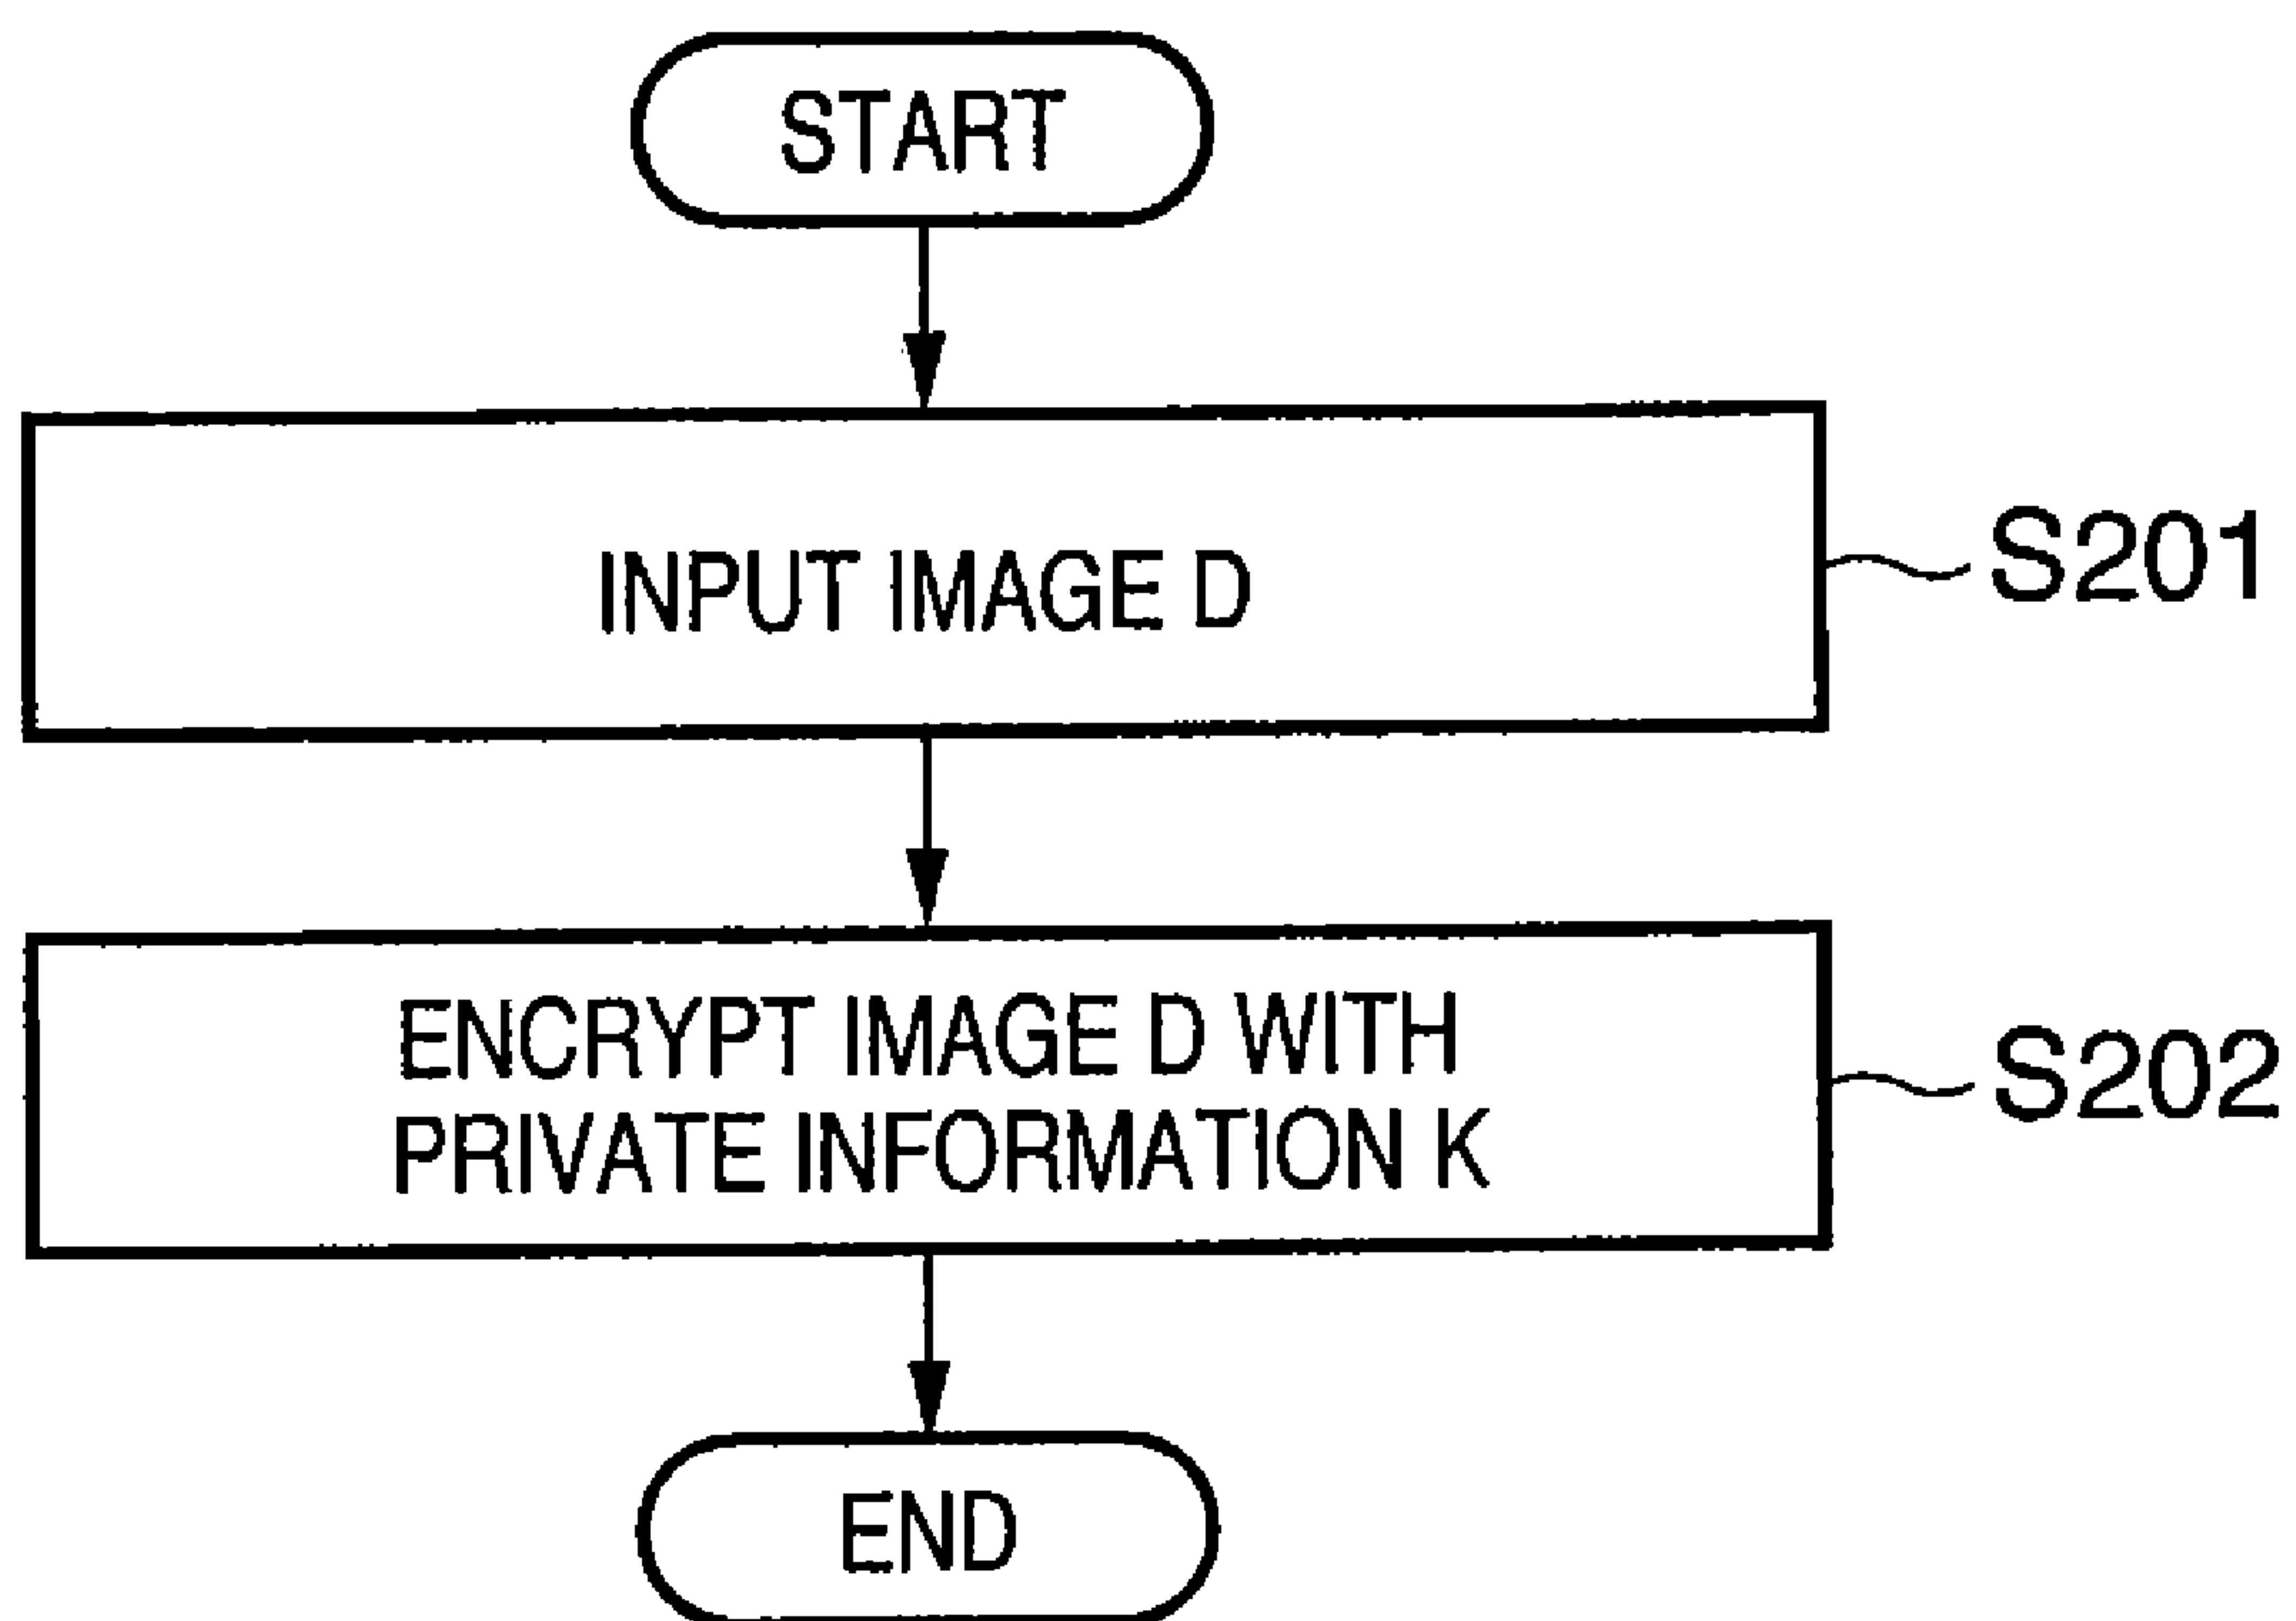 START
INPUT IMAGE D
S201
ENCRYPT IMAGE D WITH
PRIVATE INFORMATION K
S202
END